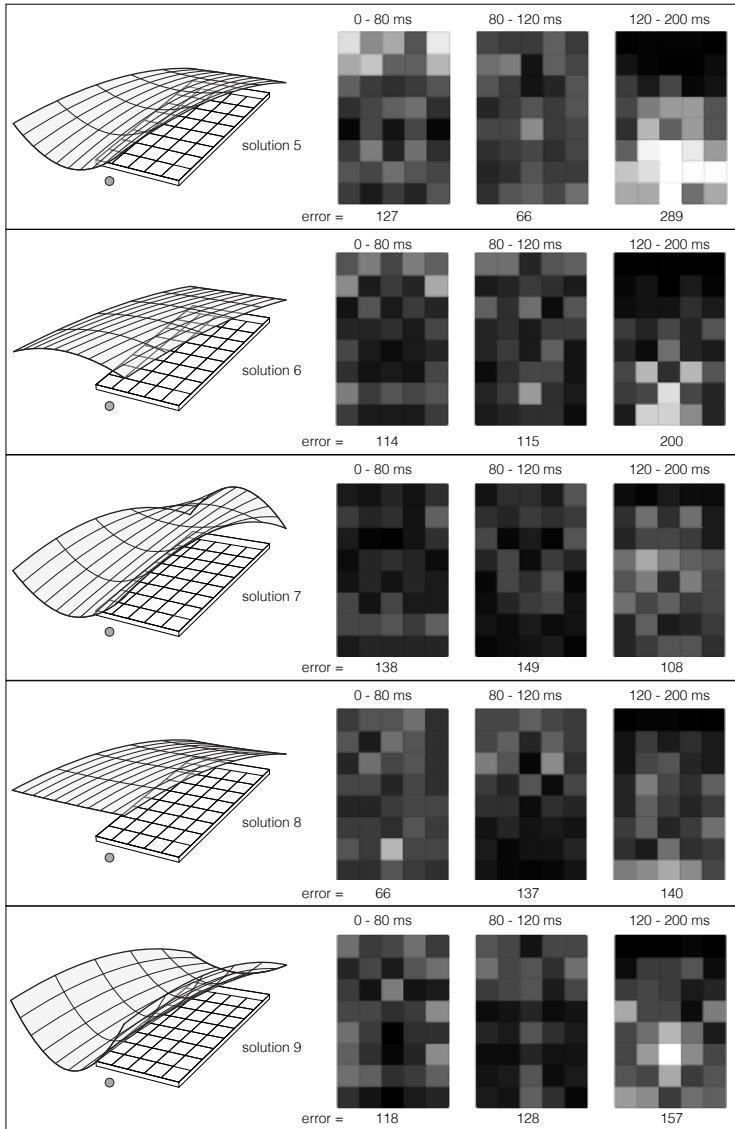 0 - 80 ms 80 - 120 ms 120 - 200 ms
solution 5
error = 127 66 289
0 - 80 ms 80 - 120 ms 120 - 200 ms
solution 6
error = 114 115 200
0 - 80 ms 80 - 120 ms 120 - 200 ms
solution 7
error = 138 149 108
0 - 80 ms 80 - 120 ms 120 - 200 ms
solution 8
error = 66 137 140
0 - 80 ms 80 - 120 ms 120 - 200 ms
solution 9
error = 118 128 157